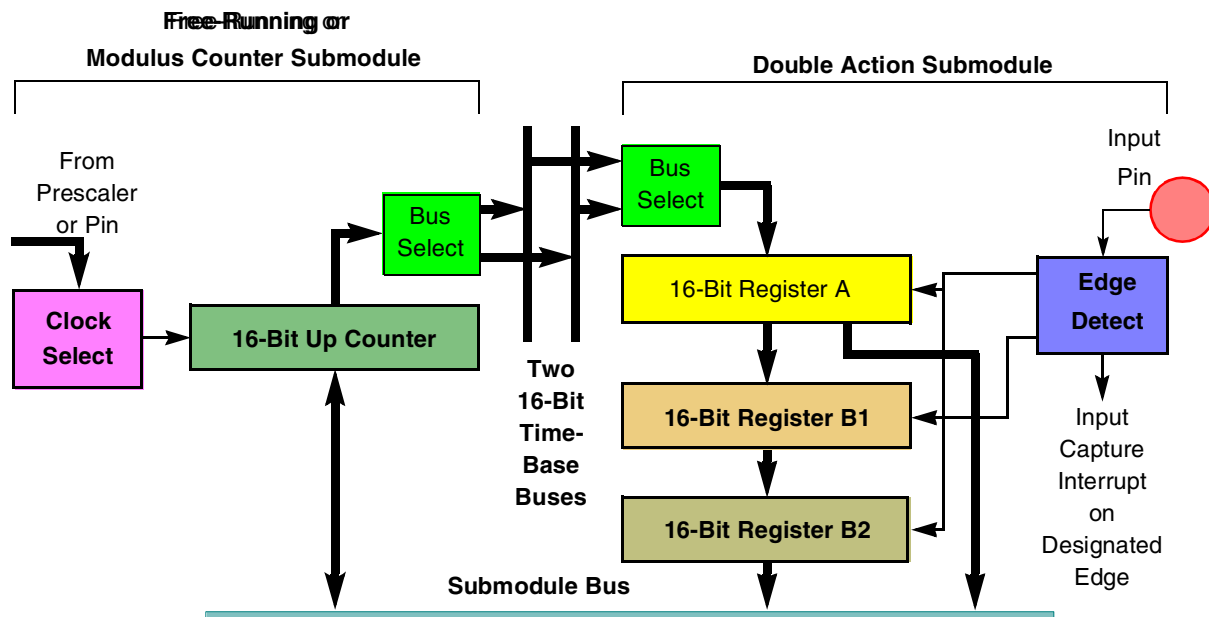 Free-Running or
Modulus Counter Submodule
Double Action Submodule
From
Prescaler
or Pin
Bus
Select
Bus
Select
Input
Pin
Clock
Select
16-Bit Up Counter
16-Bit Register A
Edge
Detect
Two
16-Bit
Time-
Base
Buses
16-Bit Register B1
16-Bit Register B2
Input
Capture
Interrupt
on
Designated
Edge
Submodule Bus